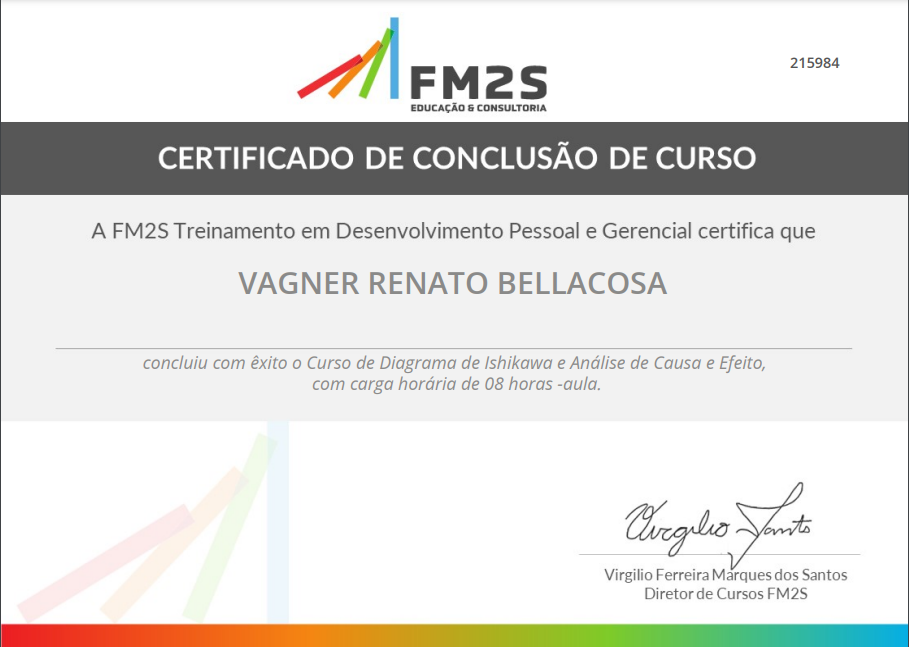 FM2S
EDUCAÇÃO & CONSULTORIA
215984
CERTIFICADO DE CONCLUSÃO DE CURSO
A FM2S Treinamento em Desenvolvimento Pessoal e Gerencial certifica que
VAGNER RENATO BELLACOSA
concluiu com êxito o Curso de Diagrama de Ishikawa e Análise de Causa e Efeito,
com carga horária de 08 horas -aula.
Virgilio Santo
Virgilio Ferreira Marques dos Santos
Diretor de Cursos FM2S